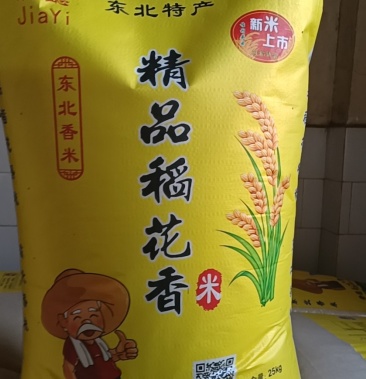 JiaYi
东北特产
新米
上市
东北香米
精品稻花香
米
量 25kg